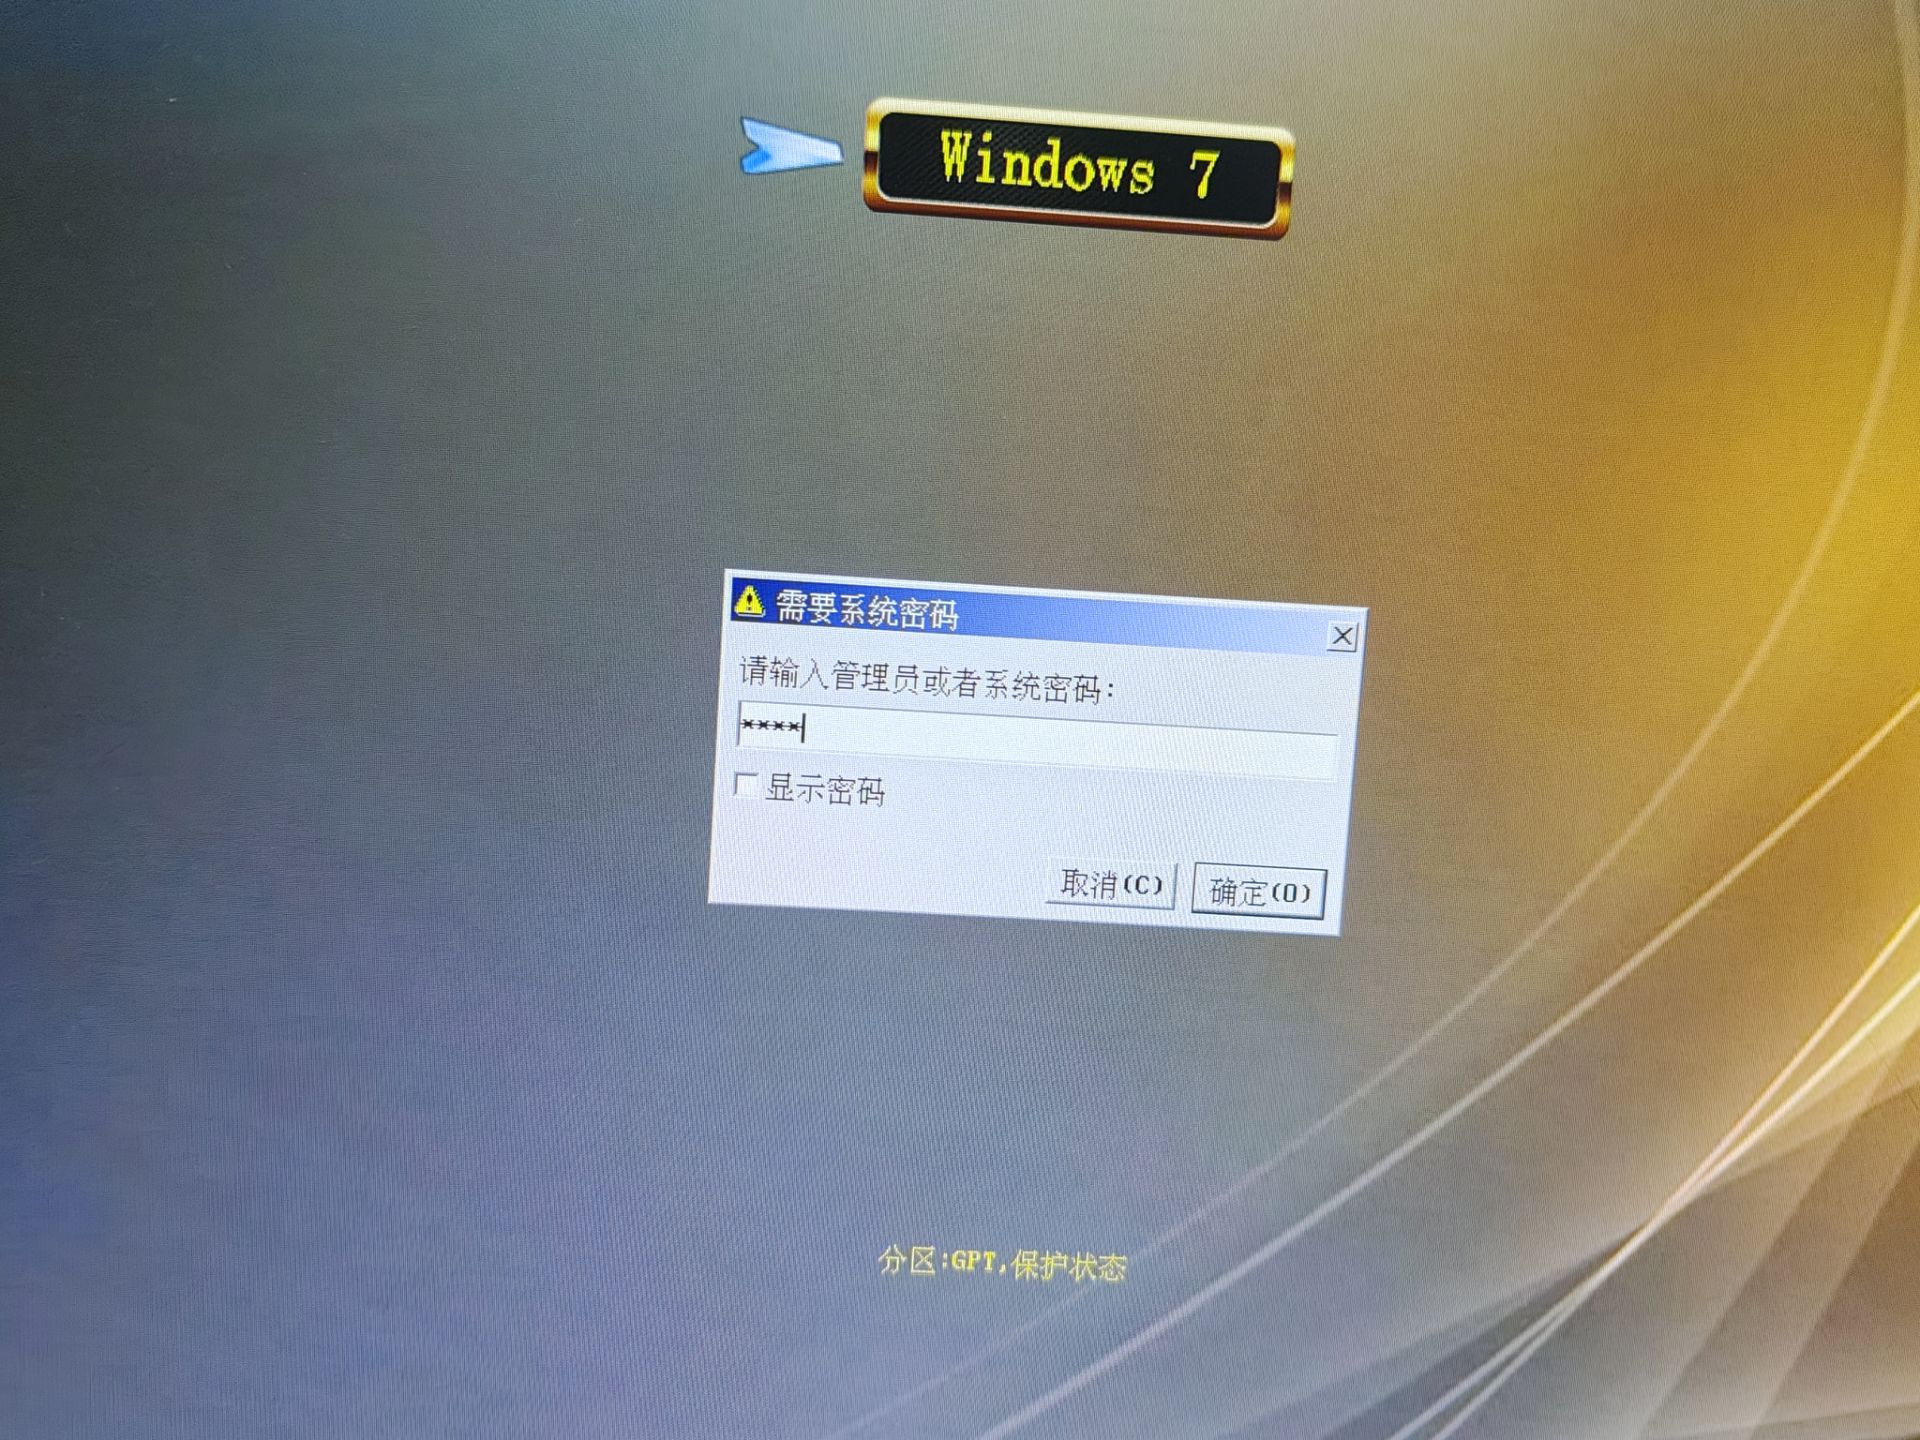 Windows 7
需要系统密码
请输入管理员或者系统密码:
****
显示密码
取消(C) 确定(O)
分区:GPT,保护状态